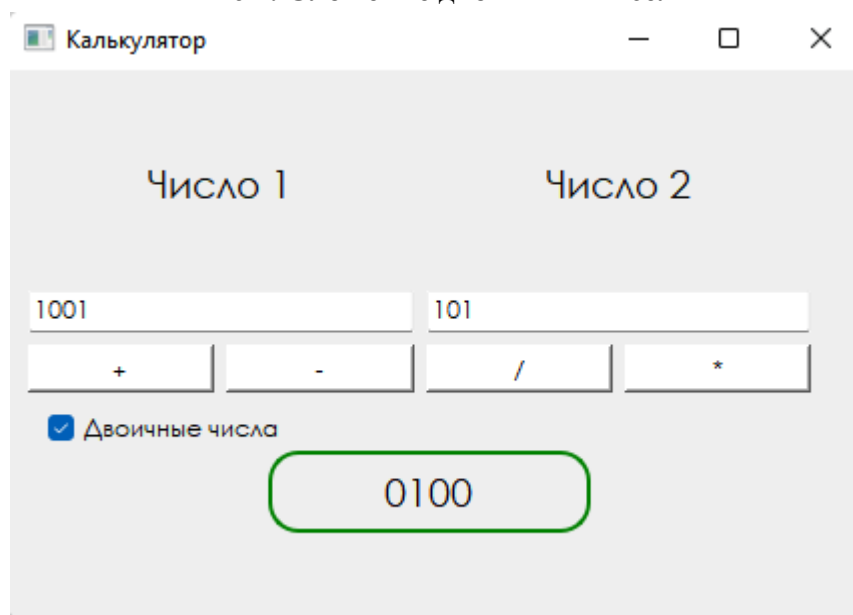 Калькулятор
Число 1 Число 2
1001 101
+ - / *
Двоичные числа
0100